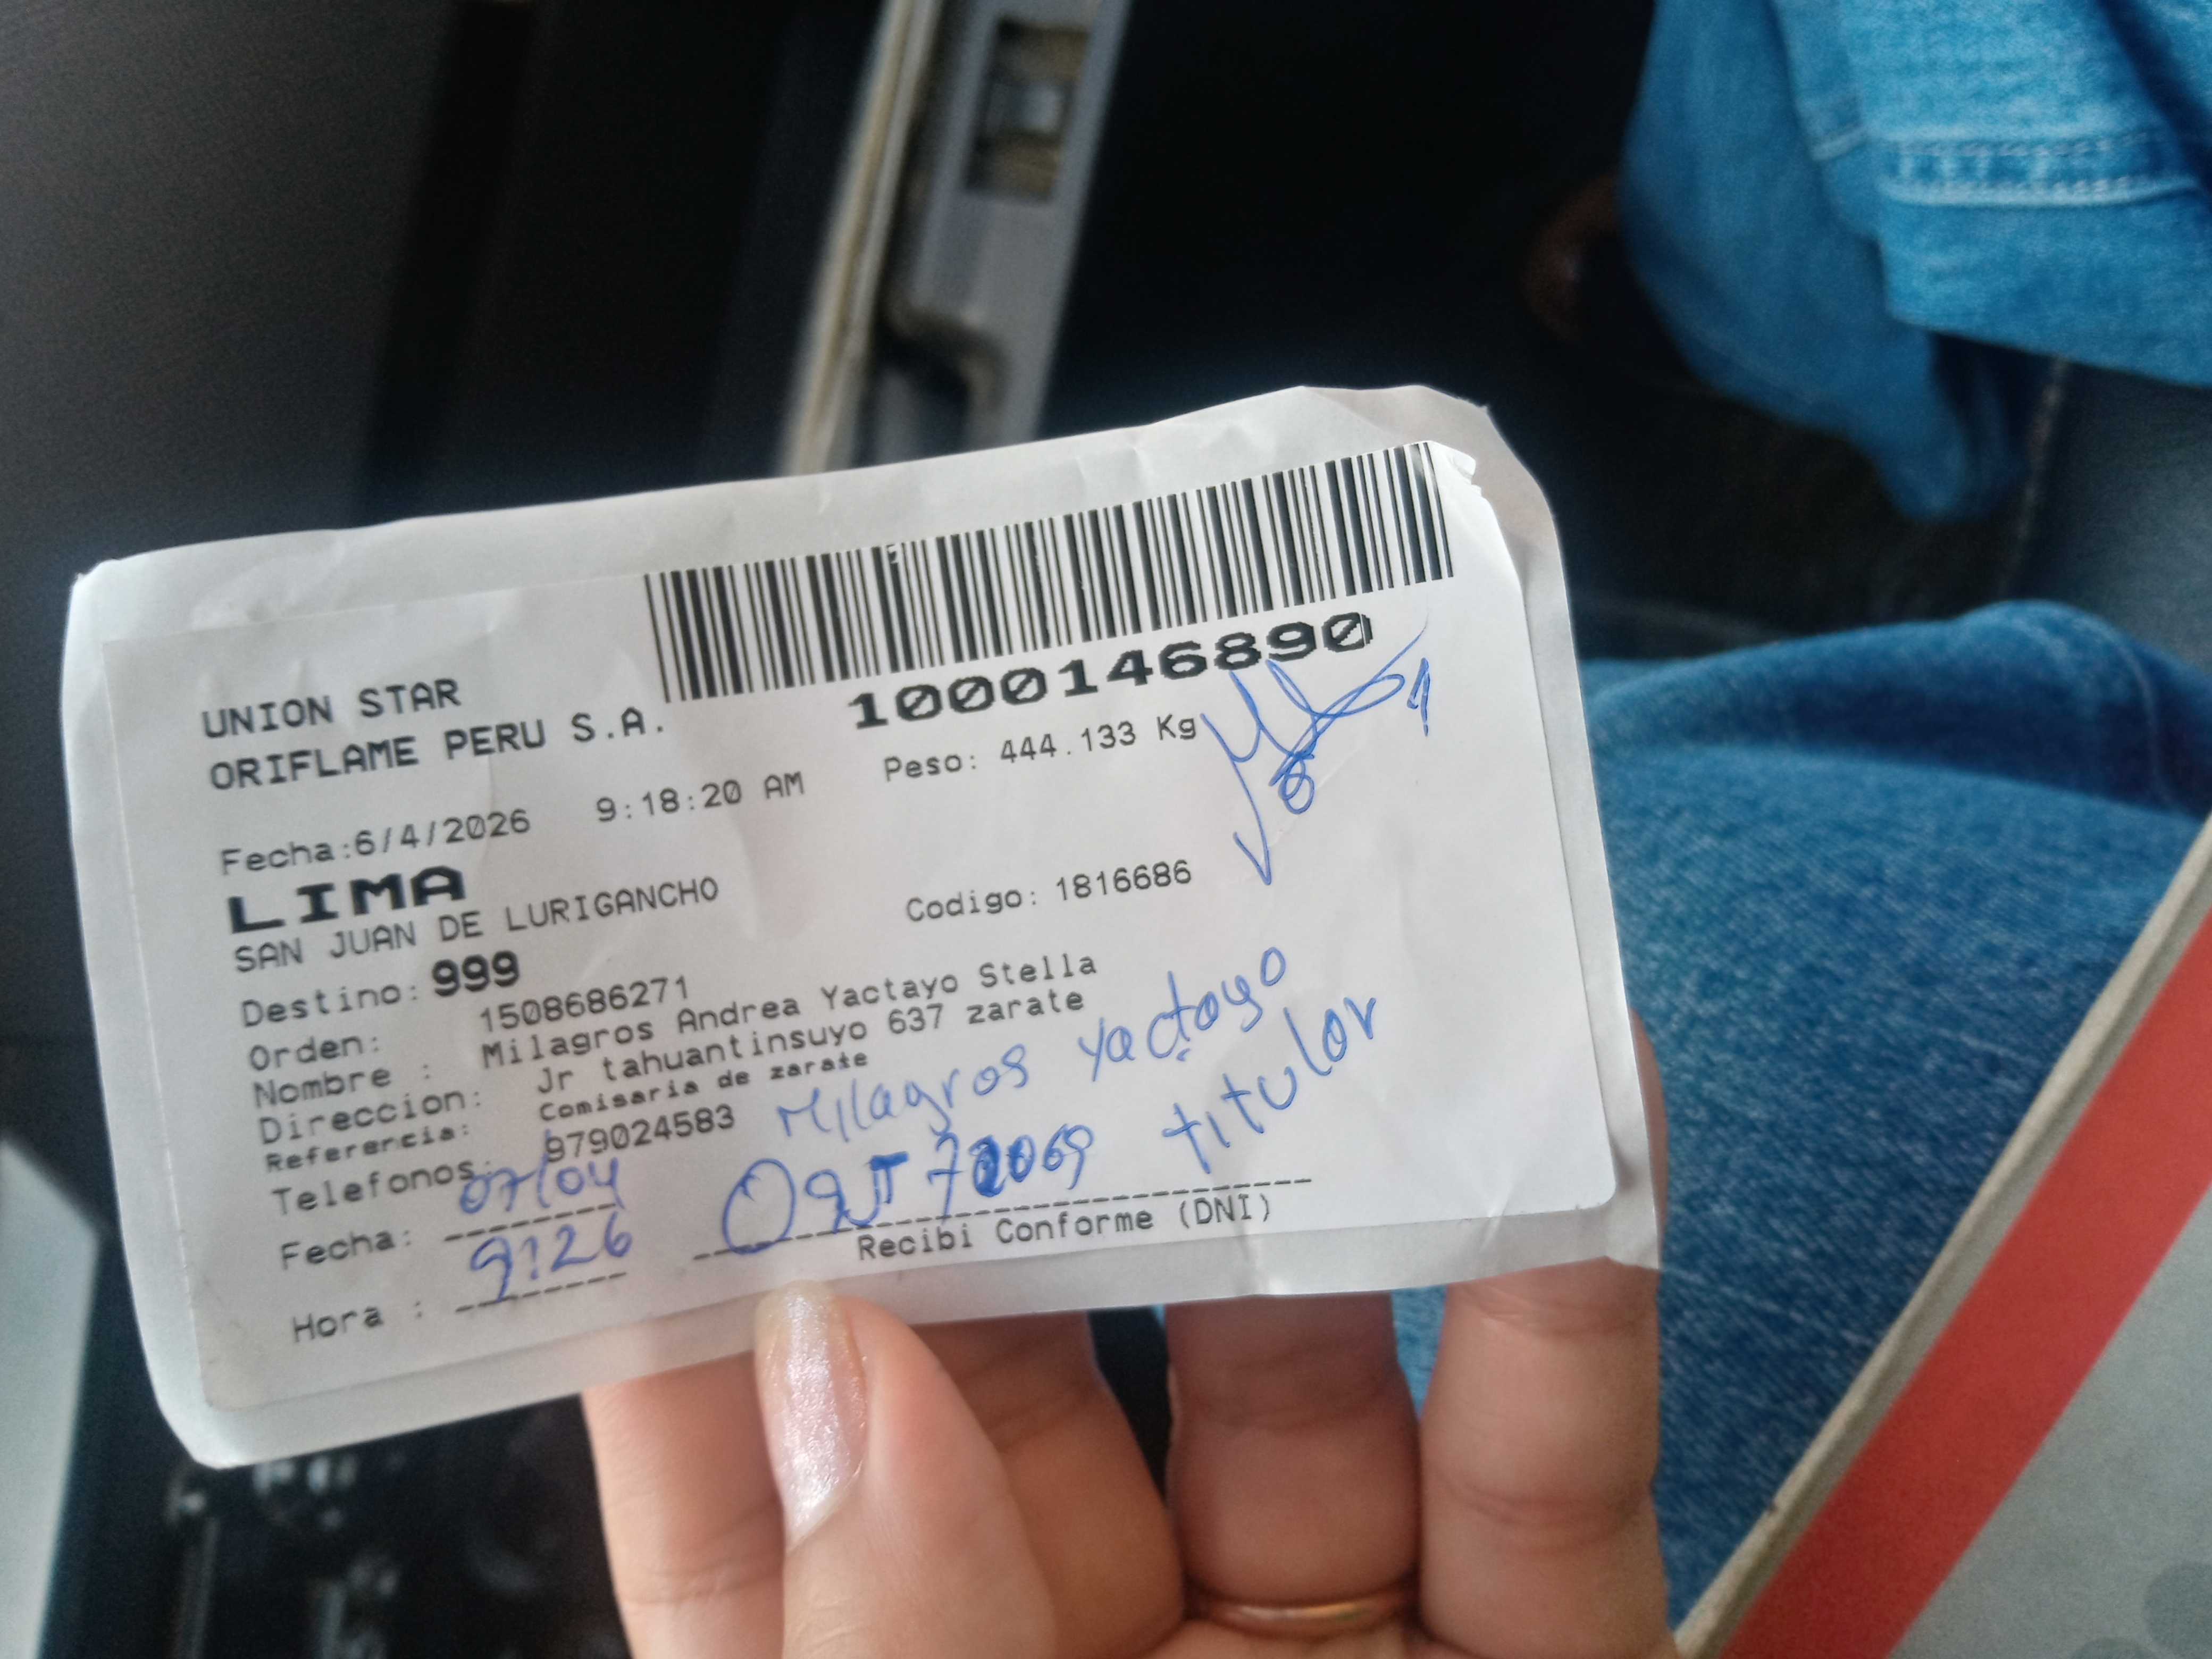 1000146890
UNION STAR
ORIFLAME PERU S.A.
Peso: 444.133 Kg
Fecha:6/4/2026 9:18:20 AM
LIMA
SAN JUAN DE LURIGANCHO
Codigo: 1816686
Destino: 999
Orden: 1508686271
Nombre : Milagros Andrea Yactayo Stella
Direccion: Jr tahuantinsuyo 637 zarate
Referencia: Comisaria de zarate
Telefonos: 979024583
Milagros Yactayo
titular
Fecha: 07/04
Hora : 9:26
Recibi Conforme (DNI)